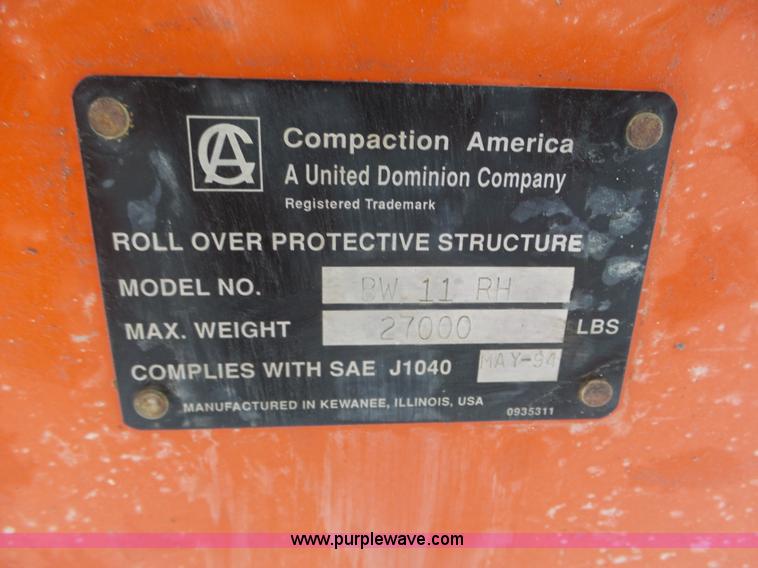 CA
Compaction America
A United Dominion Company
Registered Trademark
ROLL OVER PROTECTIVE STRUCTURE
MODEL NO. BW 11 RH
MAX. WEIGHT 27000 LBS
COMPLIES WITH SAE J1040 MAY-94
MANUFACTURED IN KEWANEE, ILLINOIS, USA 0935311
www.purplewave.com